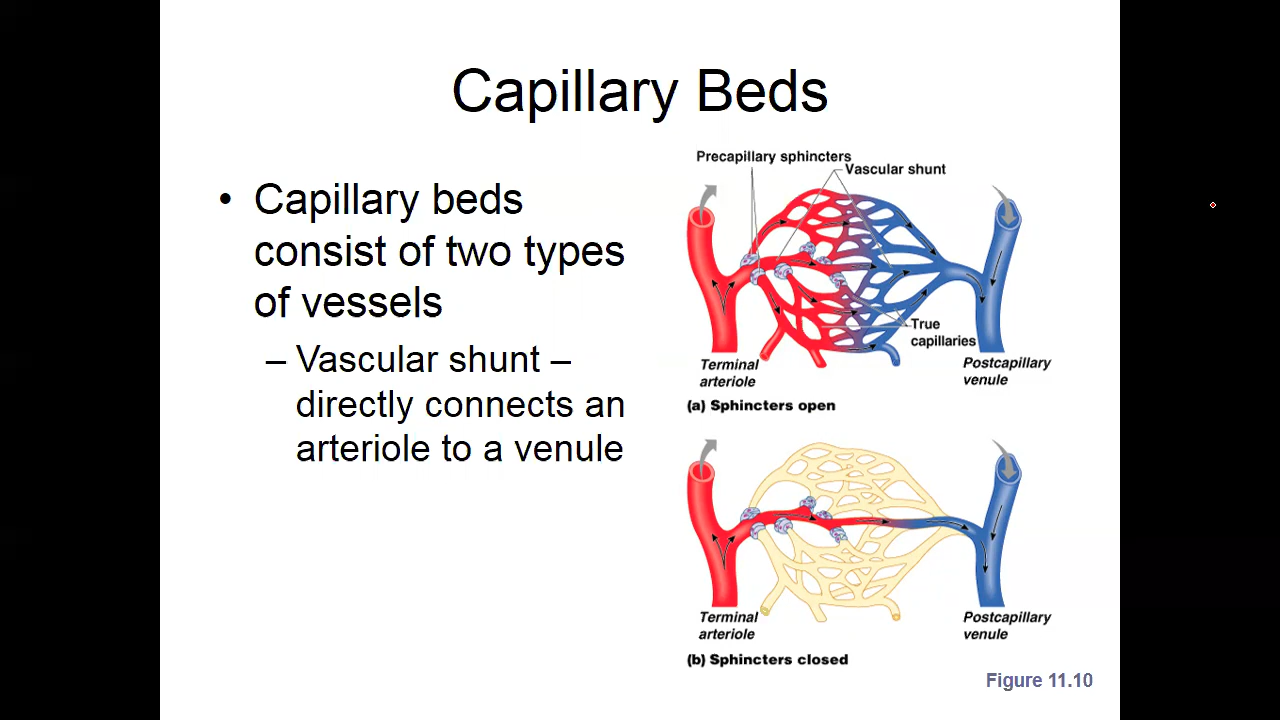 Capillary Beds
• Capillary beds
consist of two types
of vessels
– Vascular shunt –
directly connects an
arteriole to a venule
Precapillary sphincters
Vascular shunt
True
capillaries
Terminal
arteriole
Postcapillary
venule
(a) Sphincters open
Terminal
arteriole
Postcapillary
venule
(b) Sphincters closed
Figure 11.10